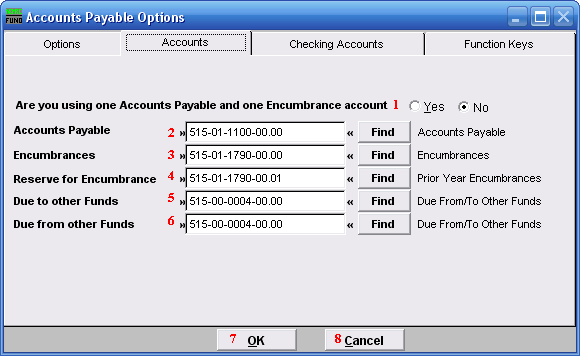 FUND
Accounts Payable Options
Options Accounts Checking Accounts Function Keys
Are you using one Accounts Payable and one Encumbrance account 1 Yes No
Accounts Payable 2 » 515-01-1100-00.00 « Find Accounts Payable
Encumbrances 3 » 515-01-1790-00.00 « Find Encumbrances
Reserve for Encumbrance 4 » 515-01-1790-00.01 « Find Prior Year Encumbrances
Due to other Funds 5 » 515-00-0004-00.00 « Find Due From/To Other Funds
Due from other Funds 6 » 515-00-0004-00.00 « Find Due From/To Other Funds
7 OK 8 Cancel